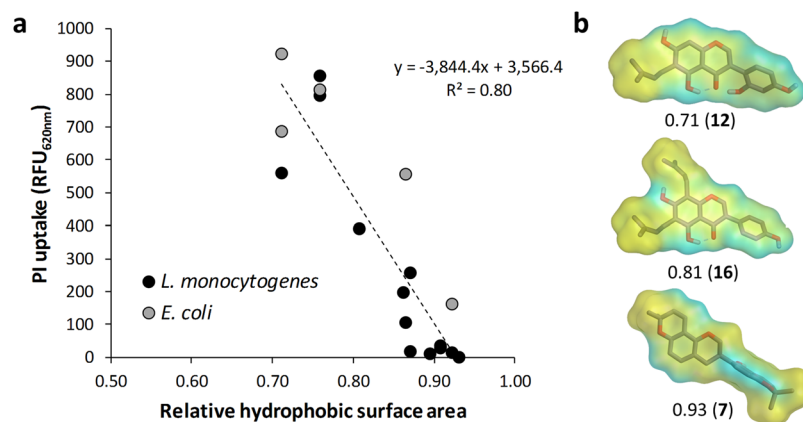 a
1000
900
800
700
600
500
400
300
200
100
0
PI uptake (RFU620nm)
y = -3,844.4x + 3,566.4
R² = 0.80
L. monocytogenes
E. coli
0.50
0.60
0.70
0.80
0.90
1.00
Relative hydrophobic surface area
b
0.71 (12)
0.81 (16)
0.93 (7)